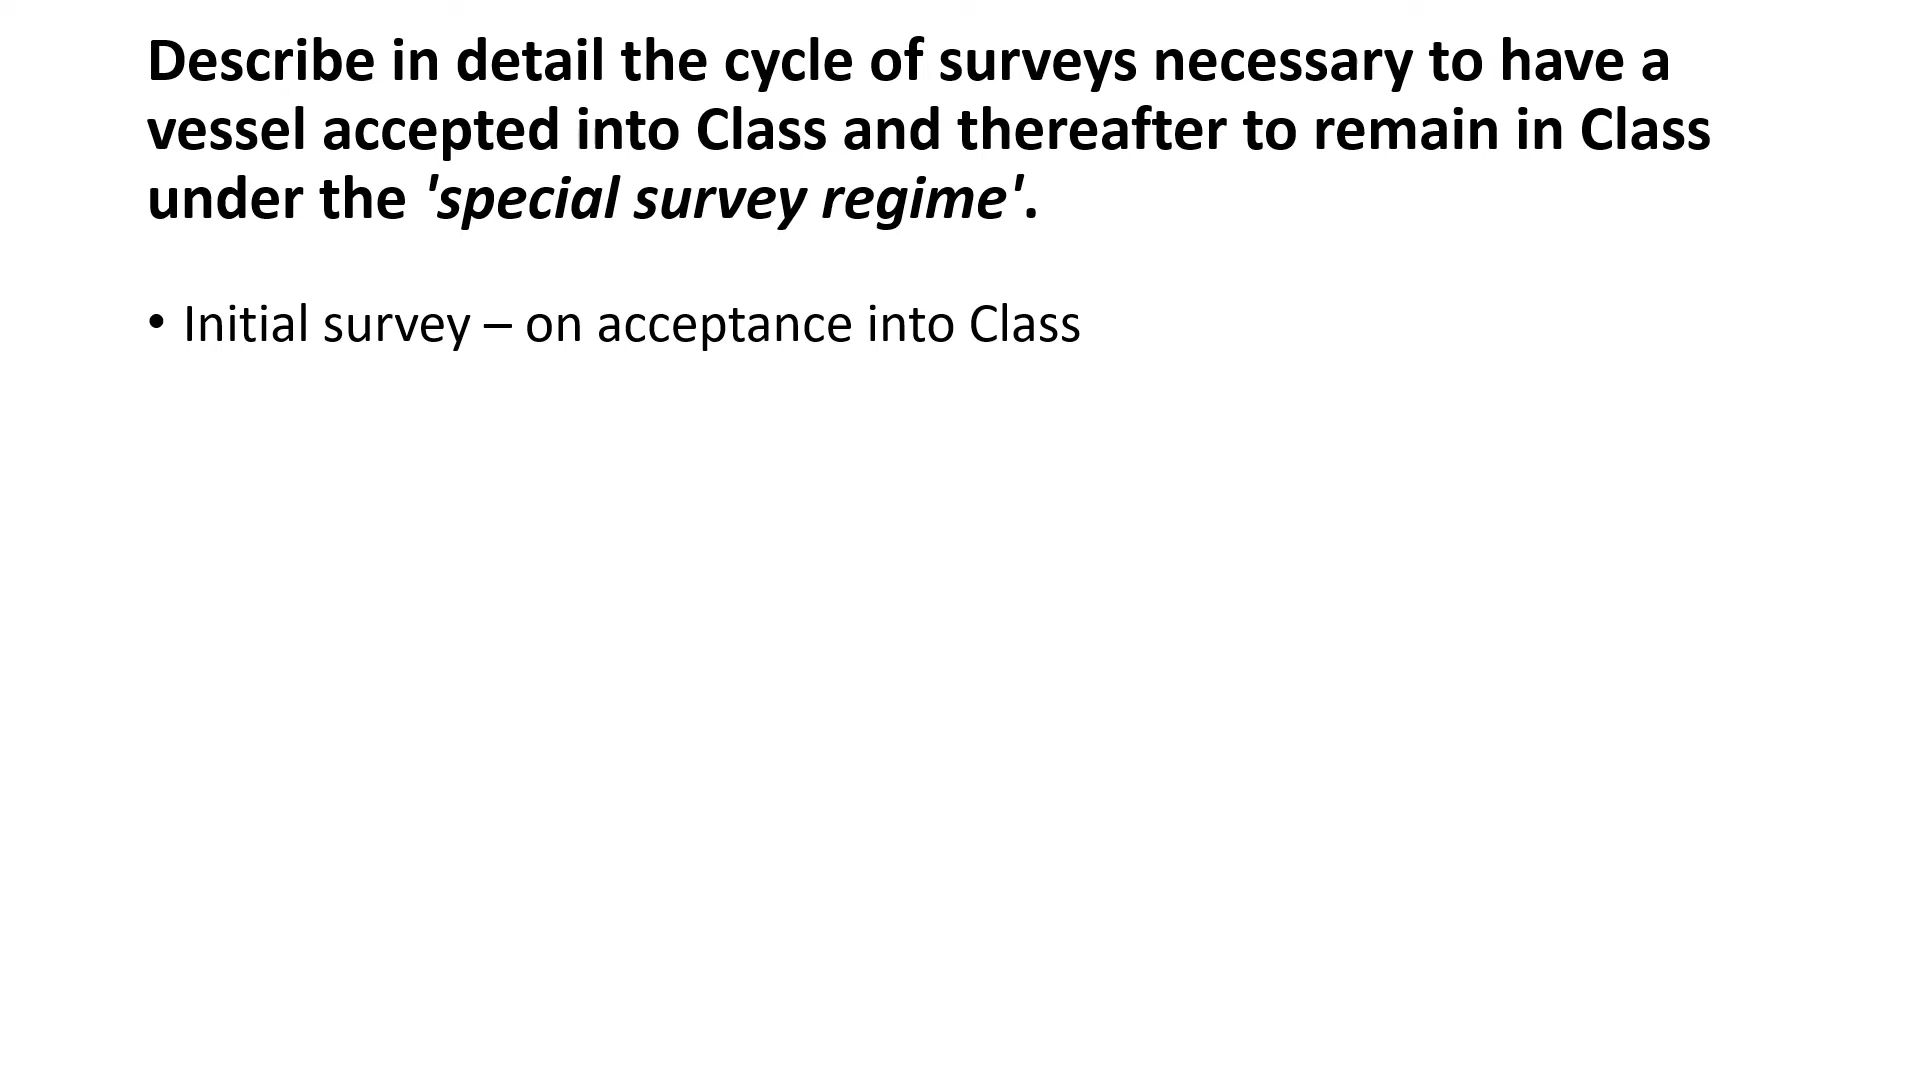 Describe in detail the cycle of surveys necessary to have a
vessel accepted into Class and thereafter to remain in Class
under the 'special survey regime'.
• Initial survey – on acceptance into Class